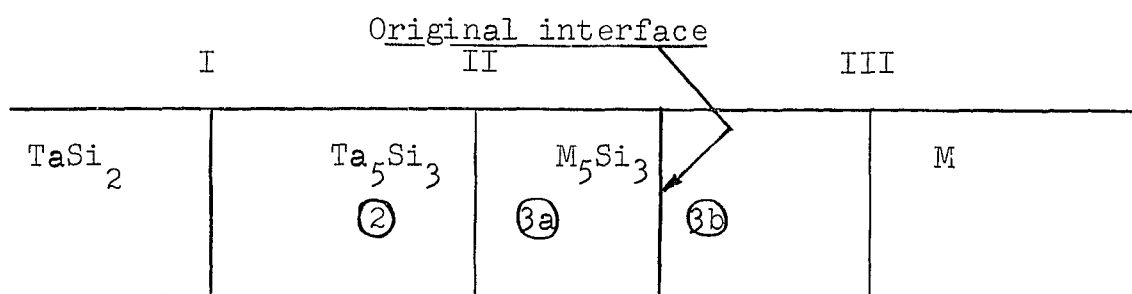 Original interface
I II III
TaSi₂ Ta₅Si₃ M₅Si₃ M
2 3a 3b